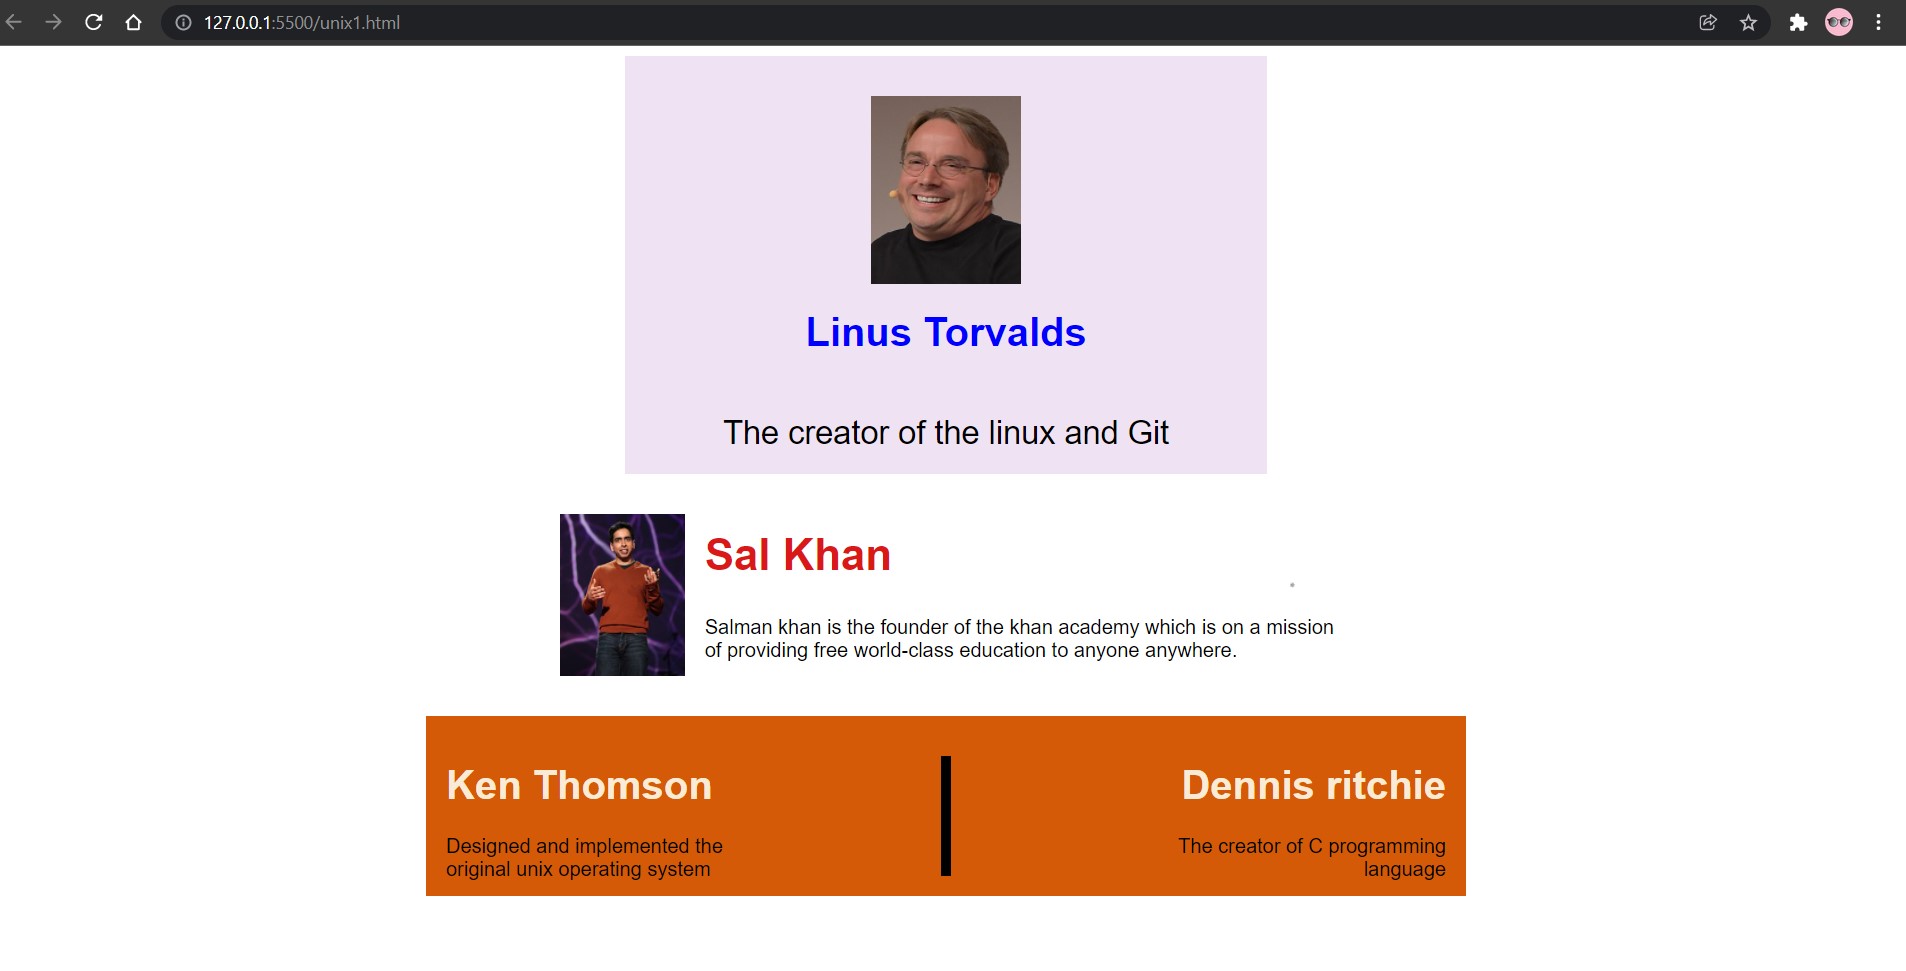 127.0.0.1:5500/unix1.html
Linus Torvalds
The creator of the linux and Git
Sal Khan
Salman khan is the founder of the khan academy which is on a mission
of providing free world-class education to anyone anywhere.
Ken Thomson
Designed and implemented the
original unix operating system
Dennis ritchie
The creator of C programming
language